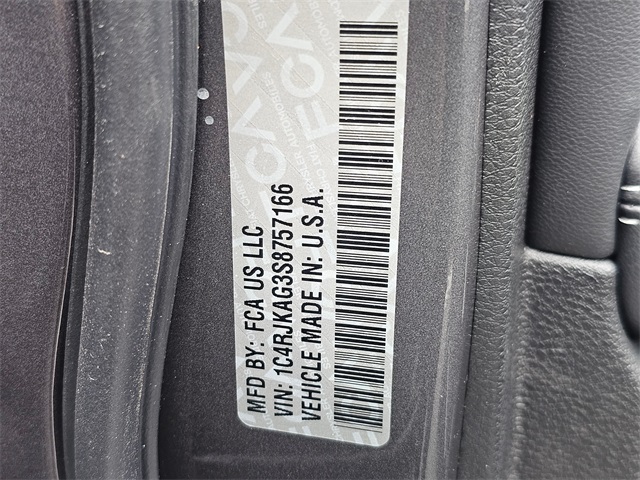 MFD BY: FCA US LLC
VIN: 1C4RJKAG3S8757166
VEHICLE MADE IN: U.S.A.